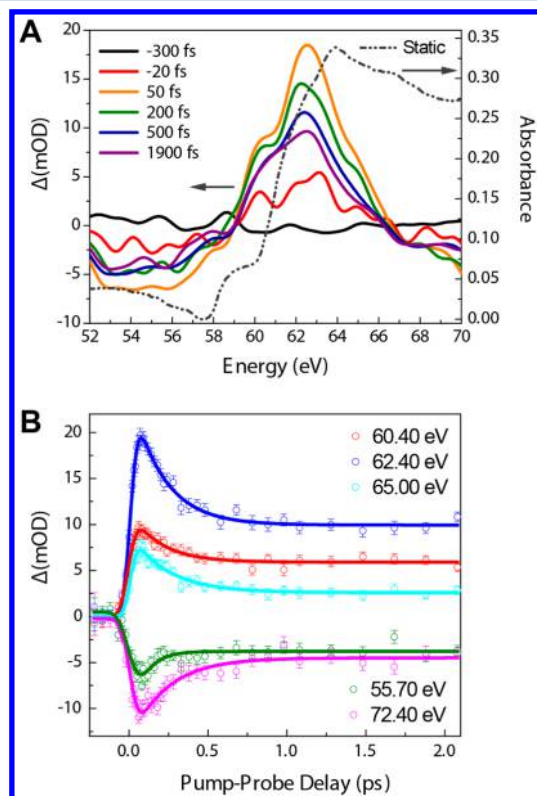 A
-300 fs
-20 fs
50 fs
200 fs
500 fs
1900 fs
Static
Δ(mOD)
20
15
10
5
0
-5
-10
Absorbance
0.35
0.30
0.25
0.20
0.15
0.10
0.05
0.00
52 54 56 58 60 62 64 66 68 70
Energy (eV)
B
60.40 eV
62.40 eV
65.00 eV
Δ(mOD)
20
15
10
5
0
-5
-10
55.70 eV
72.40 eV
0.0 0.5 1.0 1.5 2.0
Pump-Probe Delay (ps)